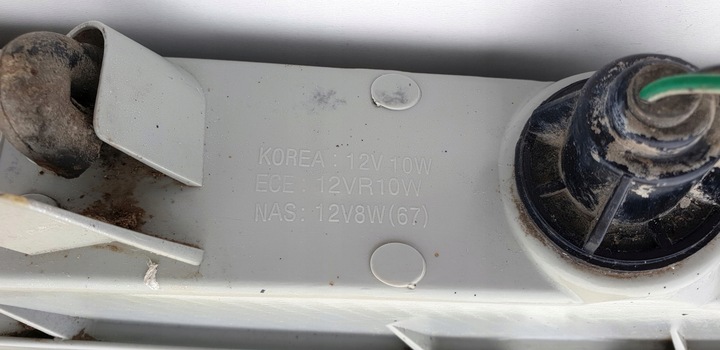 KOREA : 12V 10W
ECE : 12VR10W
NAS : 12V8W(67)